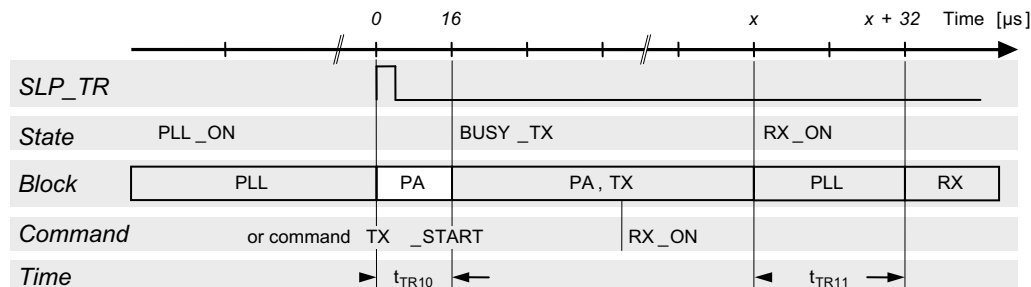 0 16 x x + 32 Time [µs]
SLP_TR
State PLL_ON BUSY_TX RX_ON
Block PLL PA PA, TX PLL RX
Command or command TX_START RX_ON
Time tTR10 tTR11